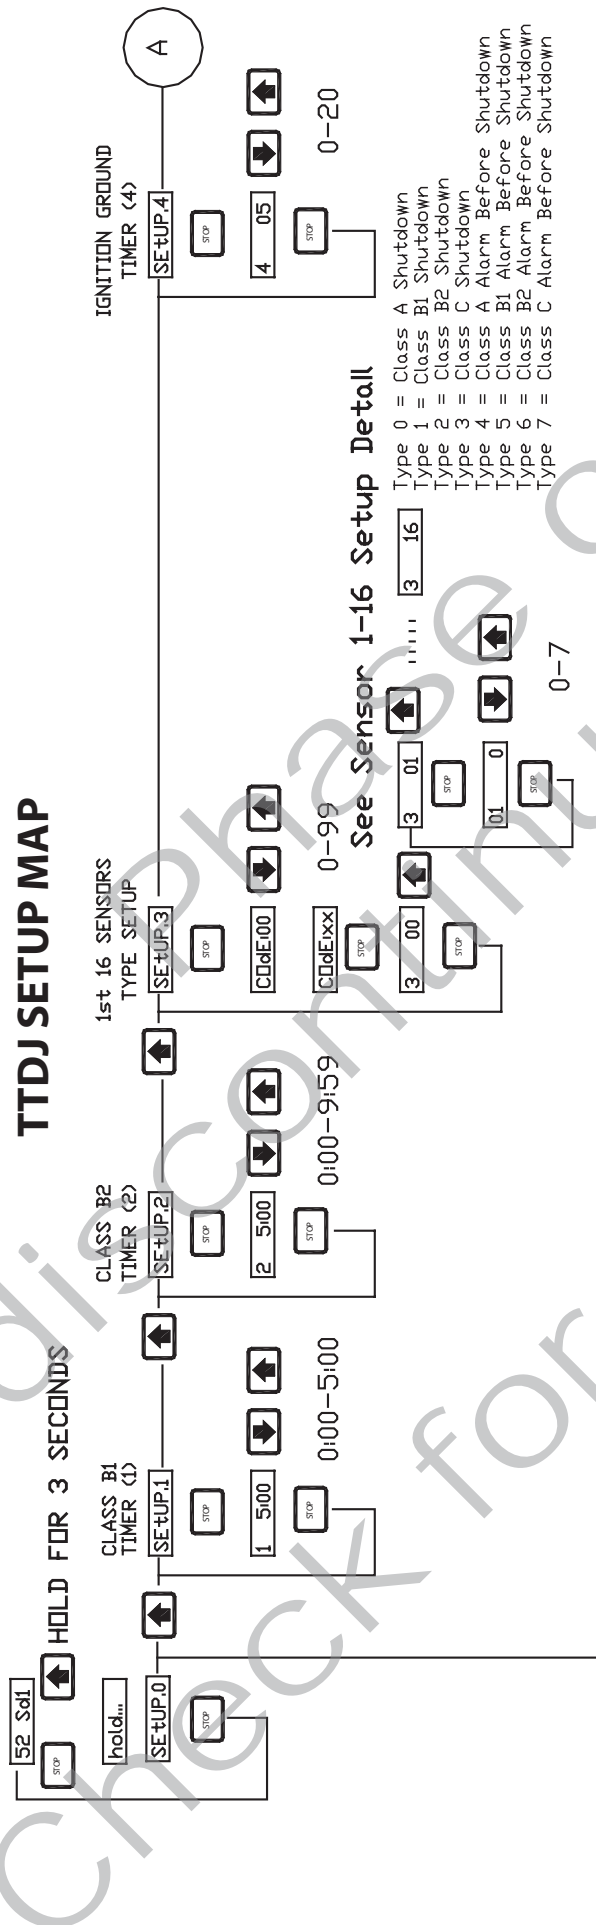 TTDJ SETUP MAP
52 Sd1
STOP
HOLD FOR 3 SECONDS
hold...
SEtUP.0
STOP
CLASS B1
TIMER (1)
SEtUP.1
STOP
1 5:00
STOP
0:00-5:00
CLASS B2
TIMER (2)
SEtUP.2
STOP
2 5:00
STOP
0:00-9:59
1st 16 SENSORS
TYPE SETUP
SEtUP.3
STOP
COdE:00
0-99
COdE:xx
STOP
3 00
STOP
See Sensor 1-16 Setup Detail
3 01
STOP
.....
3 16
01 0
STOP
0-7
Type 0 = Class A Shutdown
Type 1 = Class B1 Shutdown
Type 2 = Class B2 Shutdown
Type 3 = Class C Shutdown
Type 4 = Class A Alarm Before Shutdown
Type 5 = Class B1 Alarm Before Shutdown
Type 6 = Class B2 Alarm Before Shutdown
Type 7 = Class C Alarm Before Shutdown
IGNITION GROUND
TIMER (4)
SEtUP.4
STOP
4 05
STOP
0-20
A
Phase
discontinu
Check for